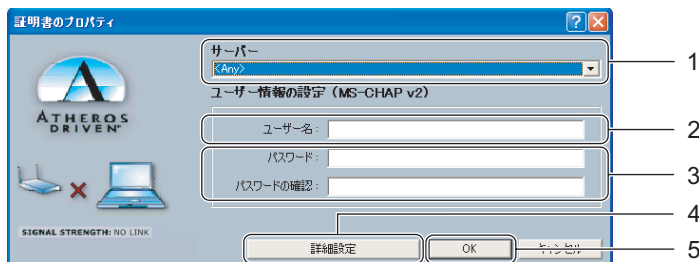 証明書のプロパティ
サーバー
<Any>
1
ユーザー情報の設定 (MS-CHAP v2)
ATHEROS
DRIVEN™
ユーザー名:
2
パスワード:
3
パスワードの確認:
4
SIGNAL STRENGTH: NO LINK
詳細設定
OK
キャンセル
5